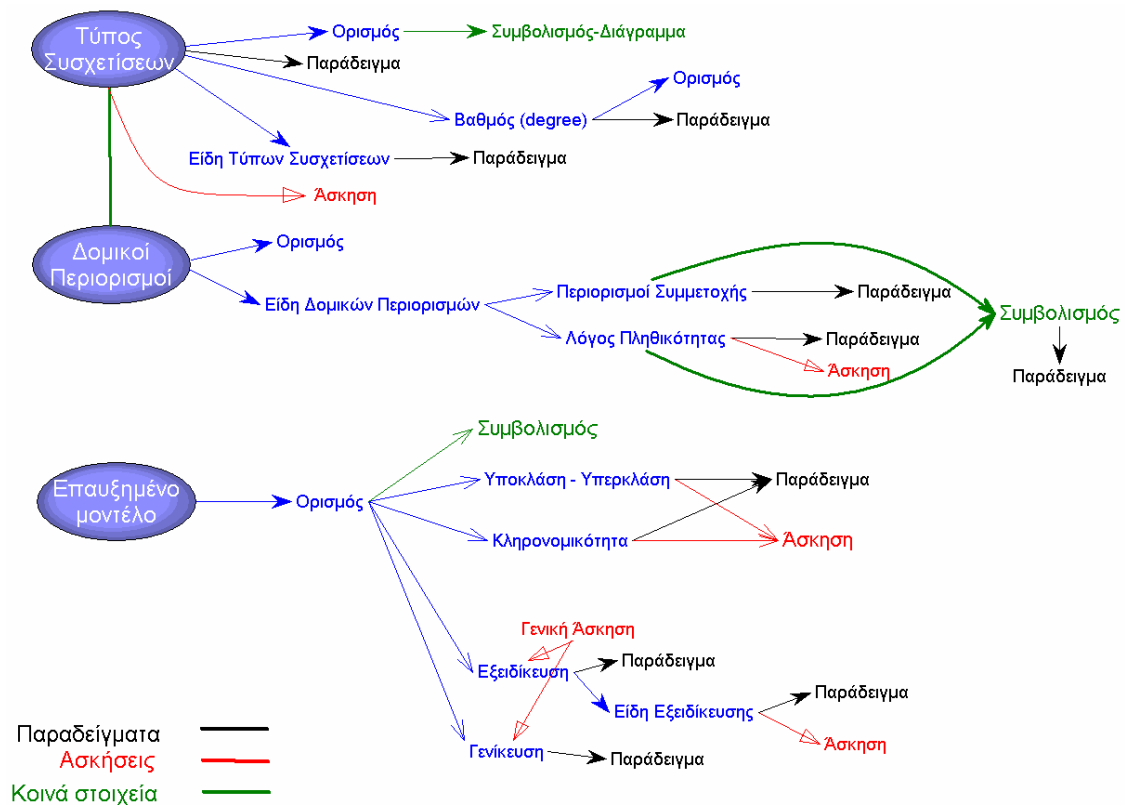 Τύπος
Συσχετίσεων
Ορισμός
Συμβολισμός-Διάγραμμα
Παράδειγμα
Ορισμός
Βαθμός (degree)
Παράδειγμα
Είδη Τύπων Συσχετίσεων
Παράδειγμα
Άσκηση
Δομικοί
Περιορισμοί
Ορισμός
Είδη Δομικών Περιορισμών
Περιορισμοί Συμμετοχής
Παράδειγμα
Συμβολισμός
Λόγος Πληθικότητας
Παράδειγμα
Άσκηση
Παράδειγμα
Συμβολισμός
Επαυξημένο
μοντέλο
Ορισμός
Υποκλάση - Υπερκλάση
Παράδειγμα
Κληρονομικότητα
Άσκηση
Γενική Άσκηση
Εξειδίκευση
Παράδειγμα
Είδη Εξειδίκευσης
Παράδειγμα
Άσκηση
Γενίκευση
Παράδειγμα
Παραδείγματα
Ασκήσεις
Κοινά στοιχεία